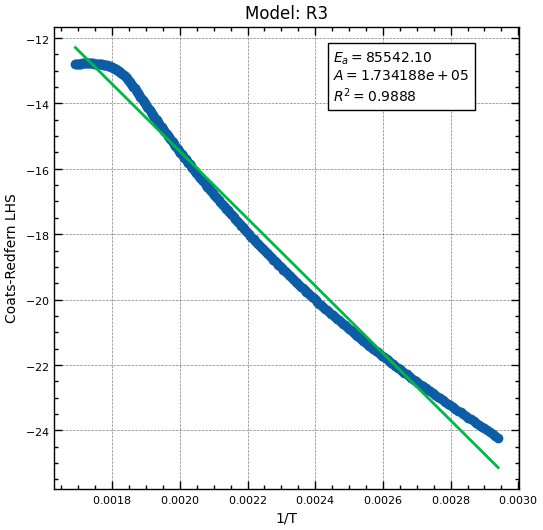 Model: R3
Coats-Redfern LHS
−12
−14
−16
−18
−20
−22
−24
E_a = 85542.10
A = 1.734188e + 05
R^2 = 0.9888
0.0018 0.0020 0.0022 0.0024 0.0026 0.0028 0.0030
1/T